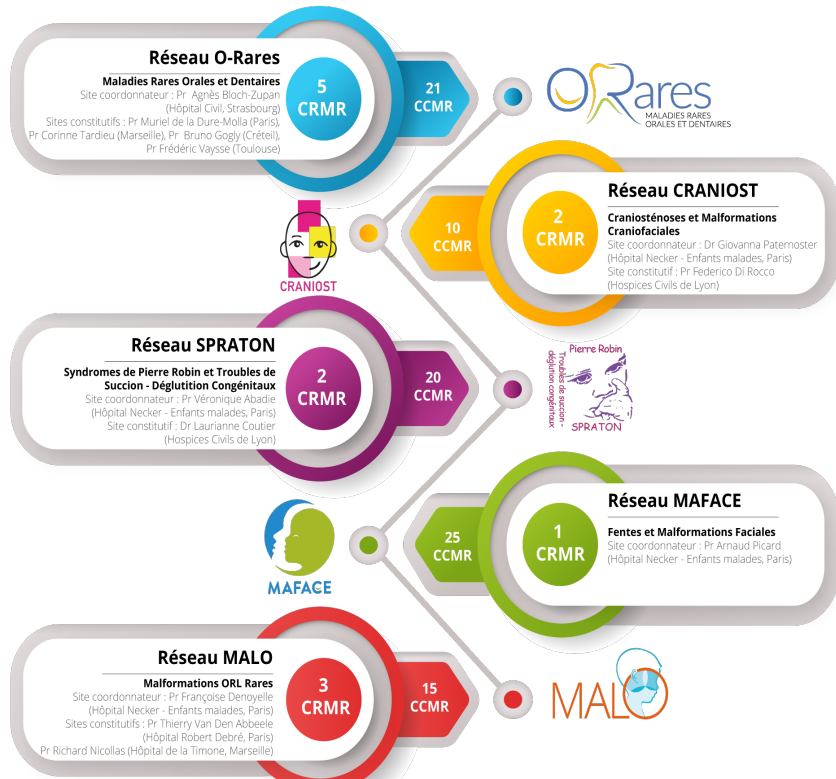 Réseau O-Rares
Maladies Rares Orales et Dentaires
Site coordonnateur : Pr Agnès Bloch-Zupan
(Hôpital Civil, Strasbourg)
Sites constitutifs : Pr Muriel de la Dure-Molla (Paris),
Pr Corinne Tardieu (Marseille), Pr Bruno Gogly (Créteil),
Pr Frédéric Vaysse (Toulouse)
5
CRMR
21
CCMR
ORares
MALADIES RARES
ORALES ET DENTAIRES
CRANIOST
10
CCMR
2
CRMR
Réseau CRANIOST
Craniosténoses et Malformations
Craniofaciales
Site coordonnateur : Dr Giovanna Paternoster
(Hôpital Necker - Enfants malades, Paris)
Site constitutif : Pr Federico Di Rocco
(Hospices Civils de Lyon)
Réseau SPRATON
Syndromes de Pierre Robin et Troubles de
Succion - Déglutition Congénitaux
Site coordonateur : Pr Véronique Abadie
(Hôpital Necker - Enfants malades, Paris)
Site constitutif : Dr Laurianne Coutier
(Hospices Civils de Lyon)
2
CRMR
20
CCMR
Pierre Robin
Troubles de succion -
déglution congénitaux
SPRATON
MAFACE
25
CCMR
1
CRMR
Réseau MAFACE
Fentes et Malformations Faciales
Site coordonateur : Pr Arnaud Picard
(Hôpital Necker - Enfants malades, Paris)
Réseau MALO
Malformations ORL Rares
Site coordonateur : Pr Françoise Denoyelle
(Hôpital Necker - Enfants malades, Paris)
Sites constitutifs : Pr Thierry Van Den Abbeele
(Hôpital Robert Debré, Paris)
Pr Richard Nicollas (Hôpital de la Timone, Marseille)
3
CRMR
15
CCMR
MALO